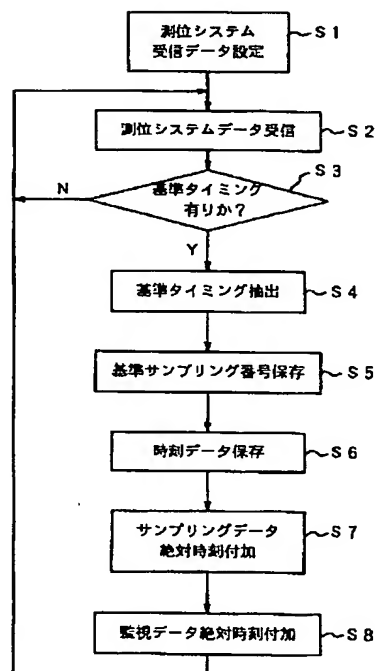 測位システム
受信データ設定
S1
測位システムデータ受信
S2
基準タイミング
有りか?
S3
N
Y
基準タイミング抽出
S4
基準サンプリング番号保存
S5
時刻データ保存
S6
サンプリングデータ
絶対時刻付加
S7
監視データ絶対時刻付加
S8